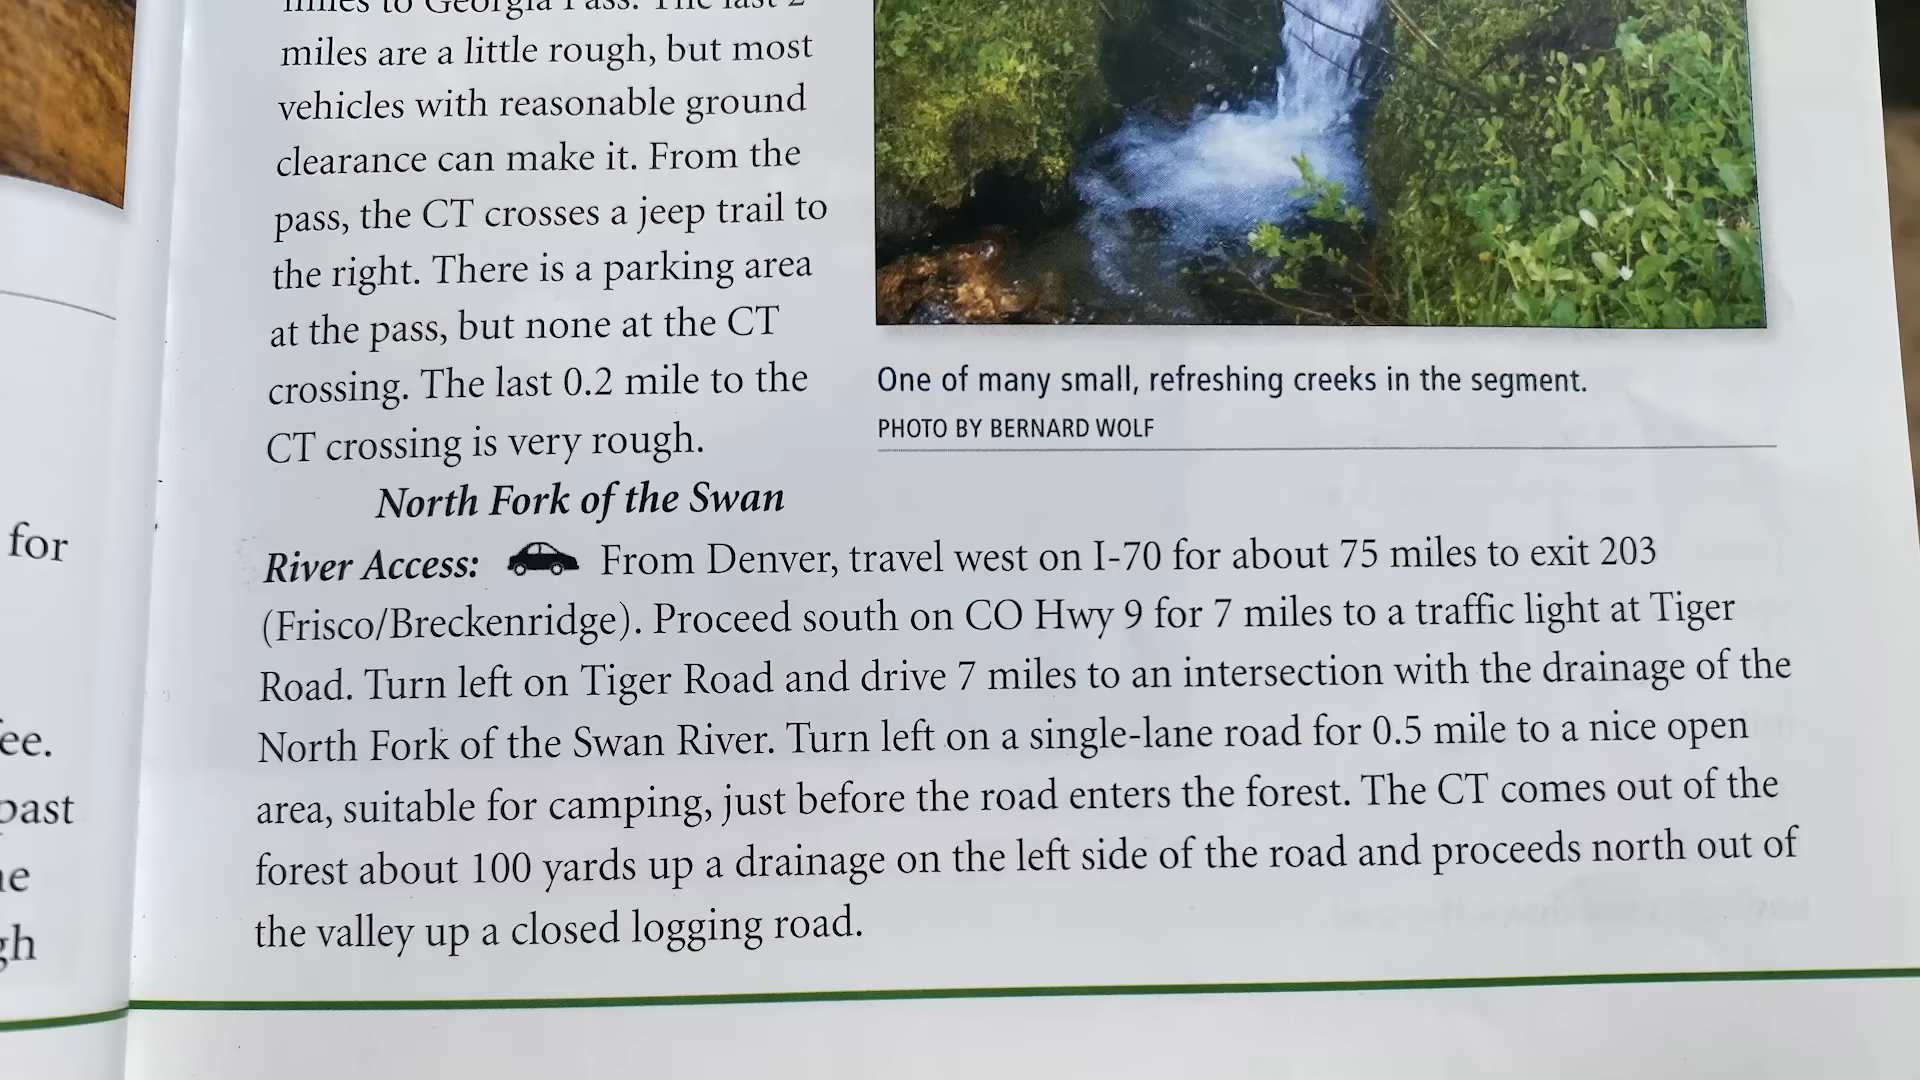 miles to Georgia Pass. The last 2
miles are a little rough, but most
vehicles with reasonable ground
clearance can make it. From the
pass, the CT crosses a jeep trail to
the right. There is a parking area
at the pass, but none at the CT
crossing. The last 0.2 mile to the
CT crossing is very rough.
One of many small, refreshing creeks in the segment.
PHOTO BY BERNARD WOLF
North Fork of the Swan
River Access: From Denver, travel west on I-70 for about 75 miles to exit 203
(Frisco/Breckenridge). Proceed south on CO Hwy 9 for 7 miles to a traffic light at Tiger
Road. Turn left on Tiger Road and drive 7 miles to an intersection with the drainage of the
North Fork of the Swan River. Turn left on a single-lane road for 0.5 mile to a nice open
area, suitable for camping, just before the road enters the forest. The CT comes out of the
forest about 100 yards up a drainage on the left side of the road and proceeds north out of
the valley up a closed logging road.
for
past